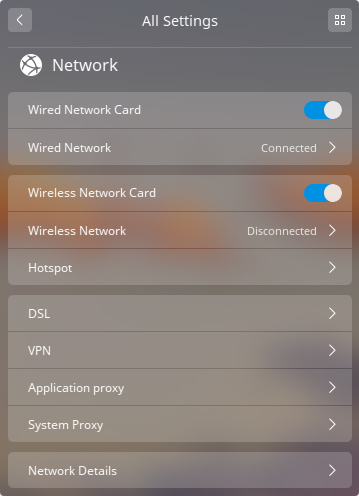 All Settings
Network
Wired Network Card
Wired Network Connected
Wireless Network Card
Wireless Network Disconnected
Hotspot
DSL
VPN
Application proxy
System Proxy
Network Details